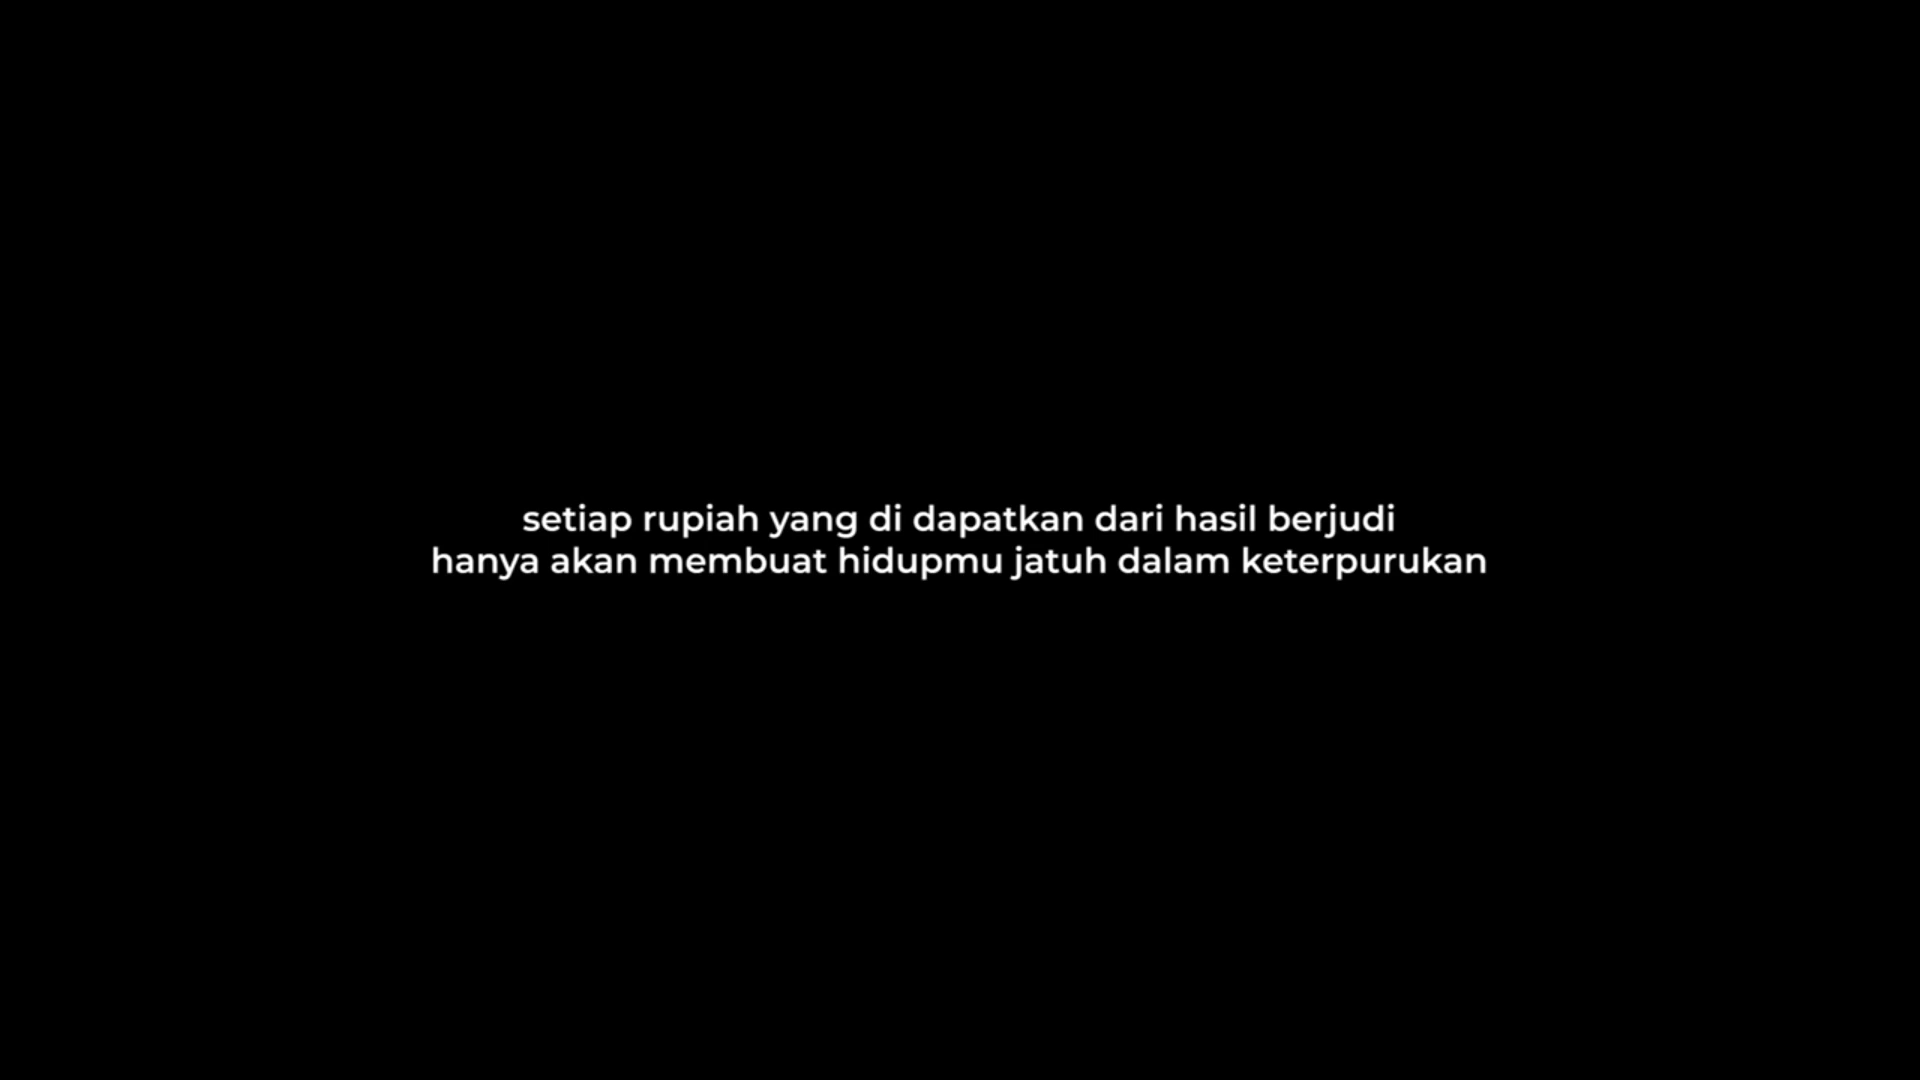 setiap rupiah yang di dapatkan dari hasil berjudi
hanya akan membuat hidupmu jatuh dalam keterpurukan